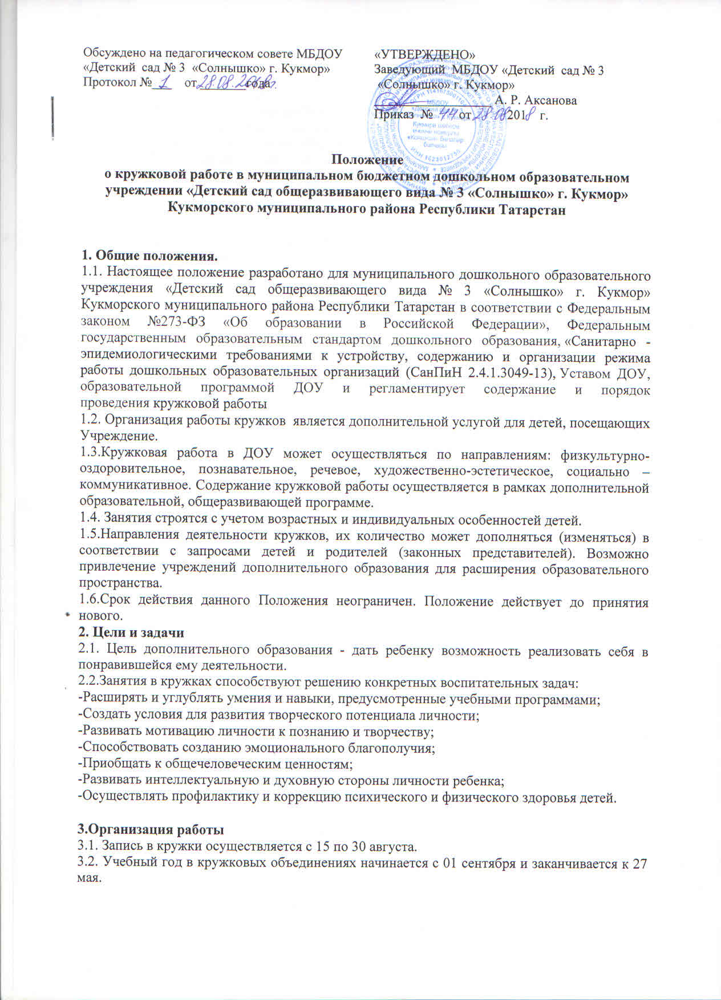 Обсуждено на педагогическом совете МБДОУ
«Детский сад № 3 «Солнышко» г. Кукмор»
Протокол № 1 от 28.08.2018г. года
«УТВЕРЖДЕНО»
Заведующий МБДОУ «Детский сад № 3
«Солнышко» г. Кукмор»
А. Р. Аксанова
Приказ № 44 от 28 08 2018 г.
Положение
о кружковой работе в муниципальном бюджетном дошкольном образовательном
учреждении «Детский сад общеразвивающего вида № 3 «Солнышко» г. Кукмор»
Кукморского муниципального района Республики Татарстан
1. Общие положения.
1.1. Настоящее положение разработано для муниципального дошкольного образовательного
учреждения «Детский сад общеразвивающего вида № 3 «Солнышко» г. Кукмор»
Кукморского муниципального района Республики Татарстан в соответствии с Федеральным
законом №273-ФЗ «Об образовании в Российской Федерации», Федеральным
государственным образовательным стандартом дошкольного образования, «Санитарно -
эпидемиологическими требованиями к устройству, содержанию и организации режима
работы дошкольных образовательных организаций (СанПиН 2.4.1.3049-13), Уставом ДОУ,
образовательной программой ДОУ и регламентирует содержание и порядок
проведения кружковой работы
1.2. Организация работы кружков является дополнительной услугой для детей, посещающих
Учреждение.
1.3.Кружковая работа в ДОУ может осуществляться по направлениям: физкультурно-
оздоровительное, познавательное, речевое, художественно-эстетическое, социально –
коммуникативное. Содержание кружковой работы осуществляется в рамках дополнительной
образовательной, общеразвивающей программе.
1.4. Занятия строятся с учетом возрастных и индивидуальных особенностей детей.
1.5.Направления деятельности кружков, их количество может дополняться (изменяться) в
соответствии с запросами детей и родителей (законных представителей). Возможно
привлечение учреждений дополнительного образования для расширения образовательного
пространства.
1.6.Срок действия данного Положения неограничен. Положение действует до принятия
нового.
2. Цели и задачи
2.1. Цель дополнительного образования - дать ребенку возможность реализовать себя в
понравившейся ему деятельности.
2.2.Занятия в кружках способствуют решению конкретных воспитательных задач:
-Расширять и углублять умения и навыки, предусмотренные учебными программами;
-Создать условия для развития творческого потенциала личности;
-Развивать мотивацию личности к познанию и творчеству;
-Способствовать созданию эмоционального благополучия;
-Приобщать к общечеловеческим ценностям;
-Развивать интеллектуальную и духовную стороны личности ребенка;
-Осуществлять профилактику и коррекцию психического и физического здоровья детей.
3.Организация работы
3.1. Запись в кружки осуществляется с 15 по 30 августа.
3.2. Учебный год в кружковых объединениях начинается с 01 сентября и заканчивается к 27
мая.